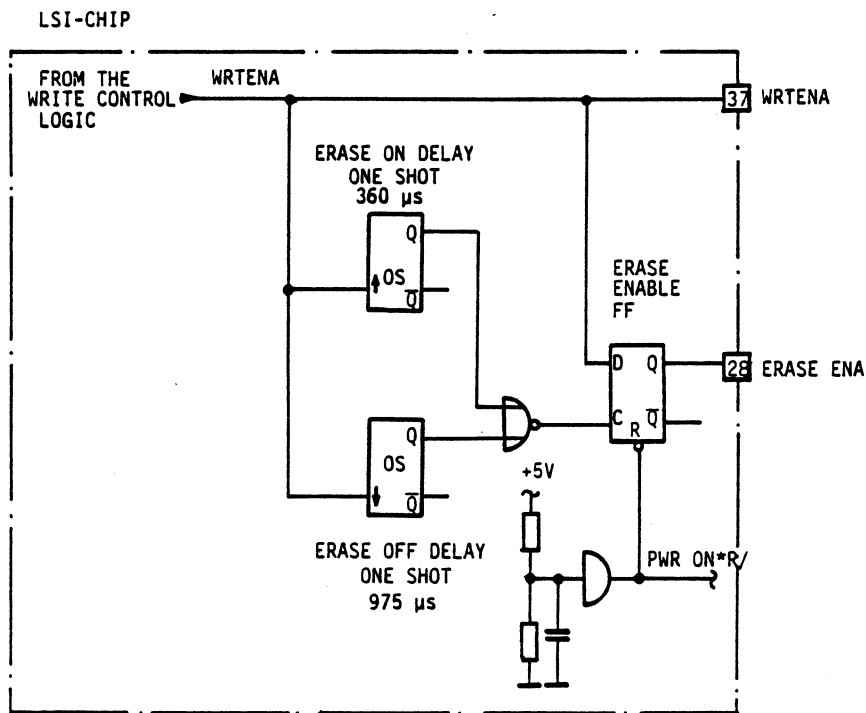 LSI-CHIP
FROM THE
WRITE CONTROL
LOGIC
WRTENA
37 WRTENA
ERASE ON DELAY
ONE SHOT
360 µs
Q
OS
Q̅
ERASE
ENABLE
FF
D Q
28 ERASE ENA
C Q̅
R
Q
OS
Q̅
+5V
ERASE OFF DELAY
ONE SHOT
975 µs
PWR ON*R/